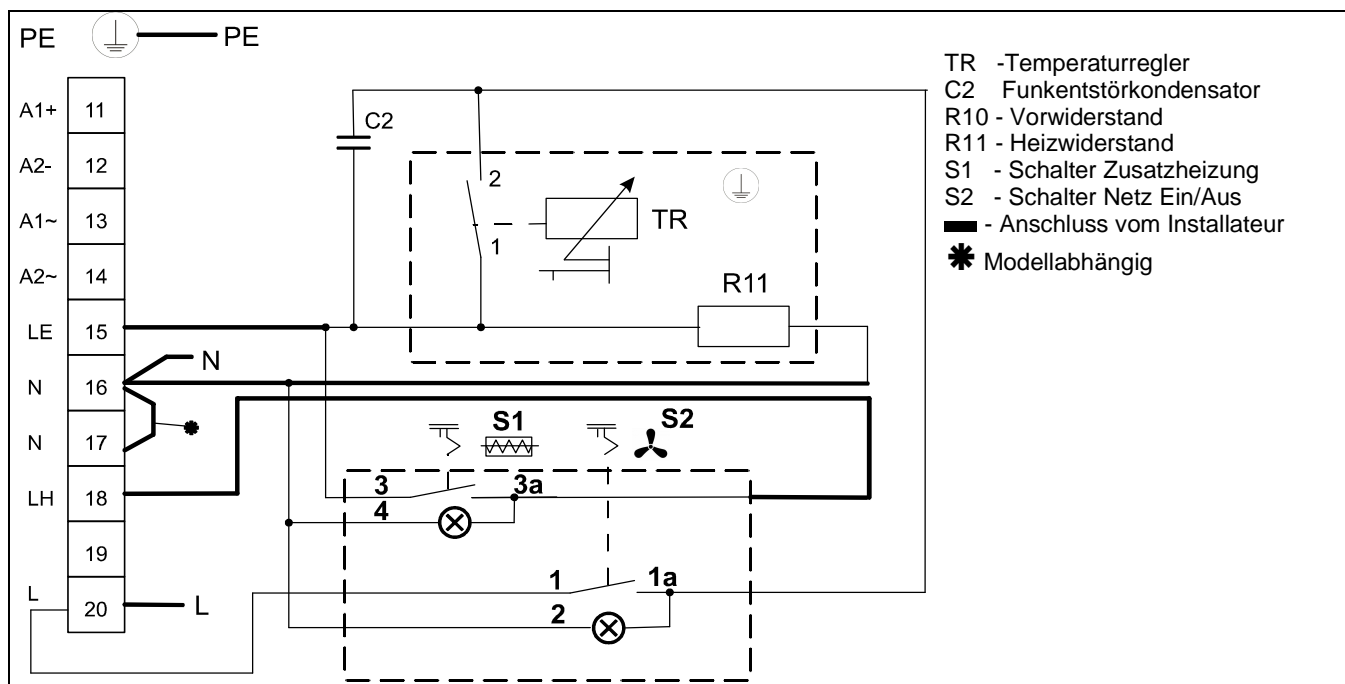 PE PE
TR -Temperaturregler
C2 Funkentstörkondensator
R10 - Vorwiderstand
R11 - Heizwiderstand
S1 - Schalter Zusatzheizung
S2 - Schalter Netz Ein/Aus
- Anschluss vom Installateur
Modellabhängig
A1+ 11
A2- 12
A1~ 13
A2~ 14
LE 15
N 16 N
N 17
LH 18
19
L 20 L
C2
2
TR
1
R11
S1 S2
3 3a
4
1 1a
2